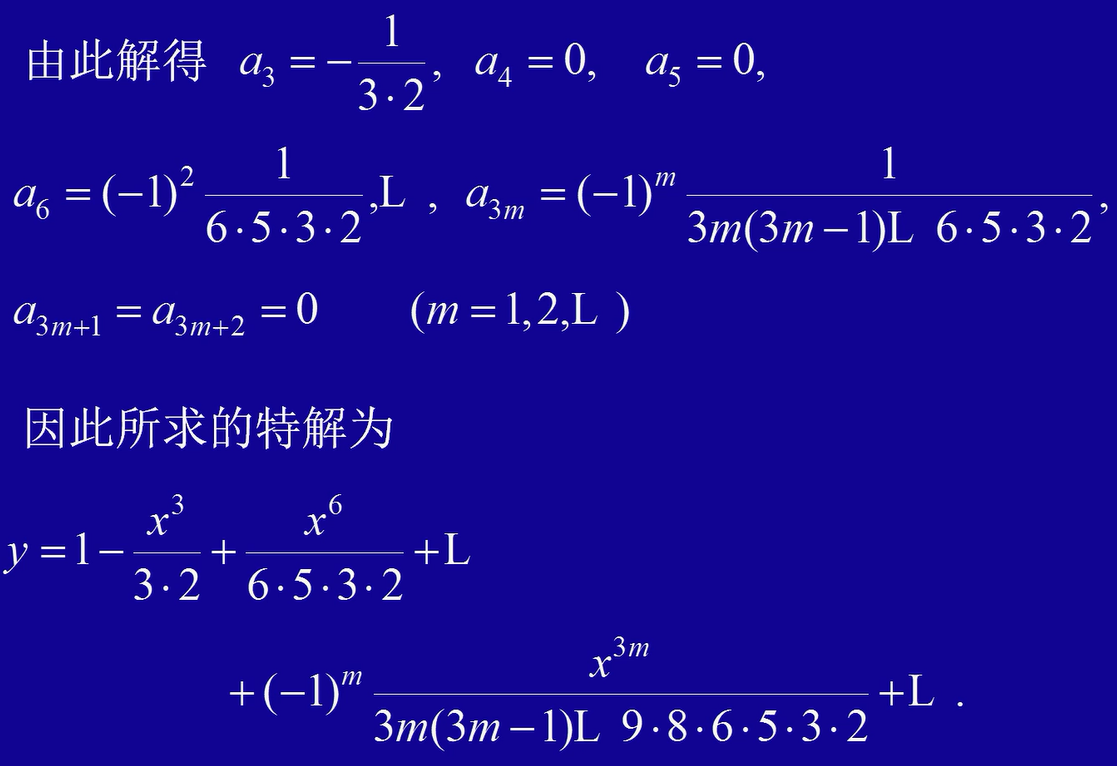 由此解得 a₃ = −1/(3·2), a₄ = 0, a₅ = 0,
a₆ = (−1)² 1/(6·5·3·2),L , a₃ₘ = (−1)ᵐ 1/(3m(3m−1)L 6·5·3·2),
a₃ₘ₊₁ = a₃ₘ₊₂ = 0 (m = 1,2,L )
因此所求的特解为
y = 1 − x³/(3·2) + x⁶/(6·5·3·2) + L
+ (−1)ᵐ x³ᵐ/(3m(3m−1)L 9·8·6·5·3·2) + L .